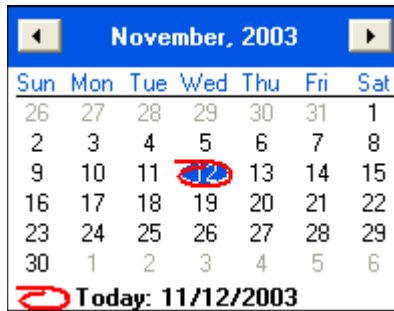 November, 2003
Sun Mon Tue Wed Thu Fri Sat
26 27 28 29 30 31 1
2 3 4 5 6 7 8
9 10 11 12 13 14 15
16 17 18 19 20 21 22
23 24 25 26 27 28 29
30 1 2 3 4 5 6
Today: 11/12/2003